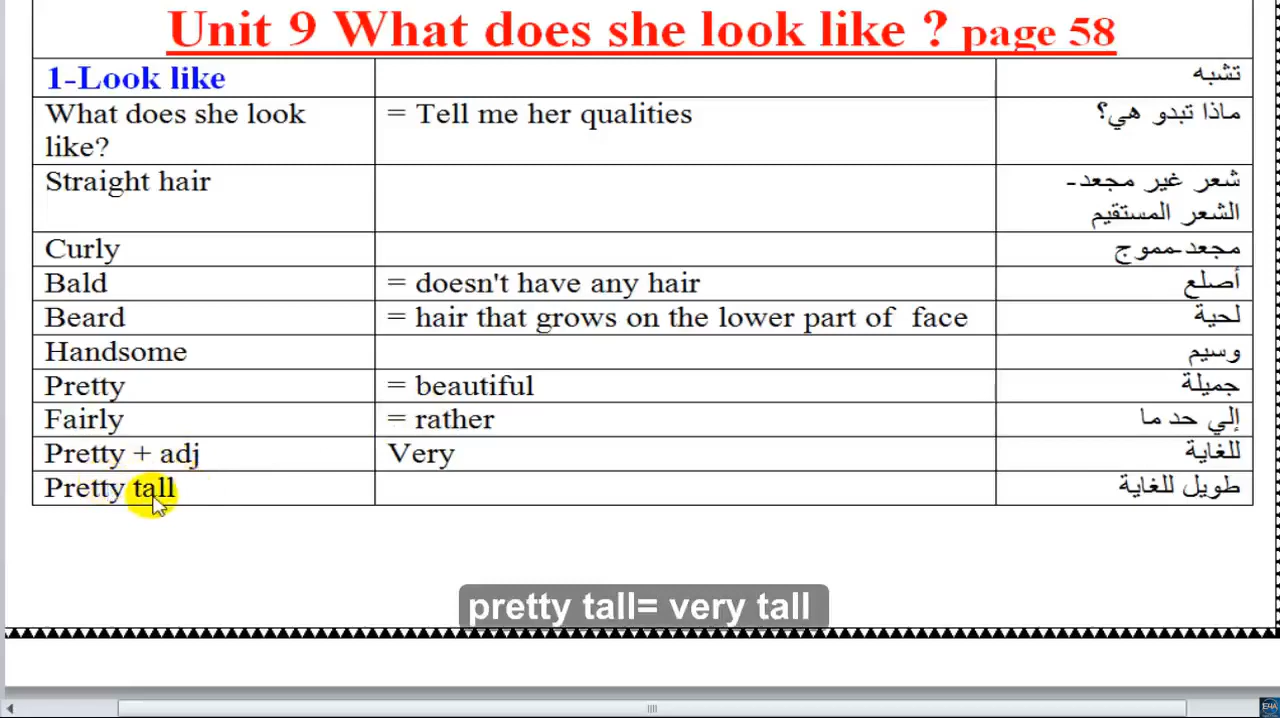 Unit 9 What does she look like ? page 58
1-Look like تشبه
What does she look = Tell me her qualities ماذا تبدو هي؟
like?
Straight hair شعر غير مجعد-
الشعر المستقيم
Curly مجعد-مموج
Bald = doesn't have any hair أصلع
Beard = hair that grows on the lower part of face لحية
Handsome وسيم
Pretty = beautiful جميلة
Fairly = rather إلي حد ما
Pretty + adj Very للغاية
Pretty tall طويل للغاية
pretty tall= very tall